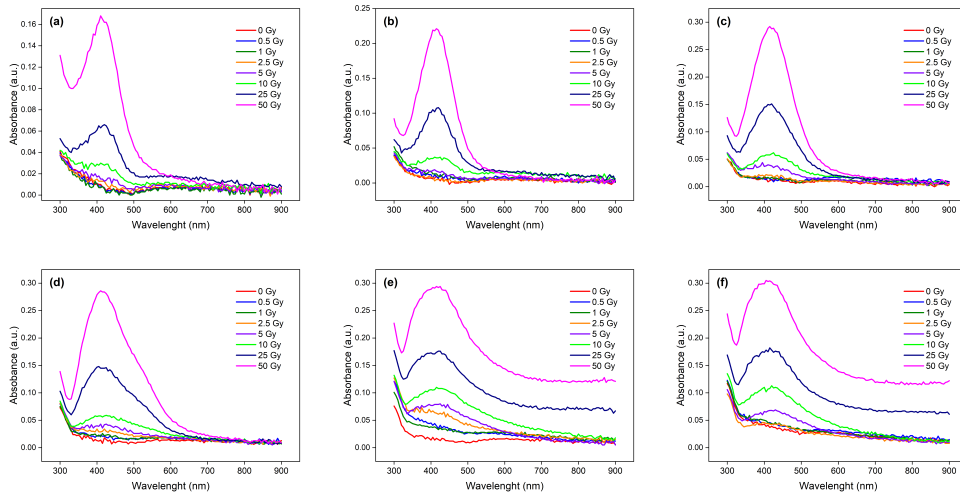 (a)
0 Gy
0.5 Gy
1 Gy
2.5 Gy
5 Gy
10 Gy
25 Gy
50 Gy
0.16
0.14
0.12
0.10
0.08
0.06
0.04
0.02
0.00
Absorbance (a.u.)
300 400 500 600 700 800 900
Wavelenght (nm)
(b)
0 Gy
0.5 Gy
1 Gy
2.5 Gy
5 Gy
10 Gy
25 Gy
50 Gy
0.25
0.20
0.15
0.10
0.05
0.00
Absorbance (a.u.)
300 400 500 600 700 800 900
Wavelenght (nm)
(c)
0 Gy
0.5 Gy
1 Gy
2.5 Gy
5 Gy
10 Gy
25 Gy
50 Gy
0.30
0.25
0.20
0.15
0.10
0.05
0.00
Absorbance (a.u.)
300 400 500 600 700 800 900
Wavelenght (nm)
(d)
0 Gy
0.5 Gy
1 Gy
2.5 Gy
5 Gy
10 Gy
25 Gy
50 Gy
0.30
0.25
0.20
0.15
0.10
0.05
0.00
Absorbance (a.u.)
300 400 500 600 700 800 900
Wavelenght (nm)
(e)
0 Gy
0.5 Gy
1 Gy
2.5 Gy
5 Gy
10 Gy
25 Gy
50 Gy
0.30
0.25
0.20
0.15
0.10
0.05
0.00
Absorbance (a.u.)
300 400 500 600 700 800 900
Wavelenght (nm)
(f)
0 Gy
0.5 Gy
1 Gy
2.5 Gy
5 Gy
10 Gy
25 Gy
50 Gy
0.30
0.25
0.20
0.15
0.10
0.05
0.00
Absorbance (a.u.)
300 400 500 600 700 800 900
Wavelenght (nm)